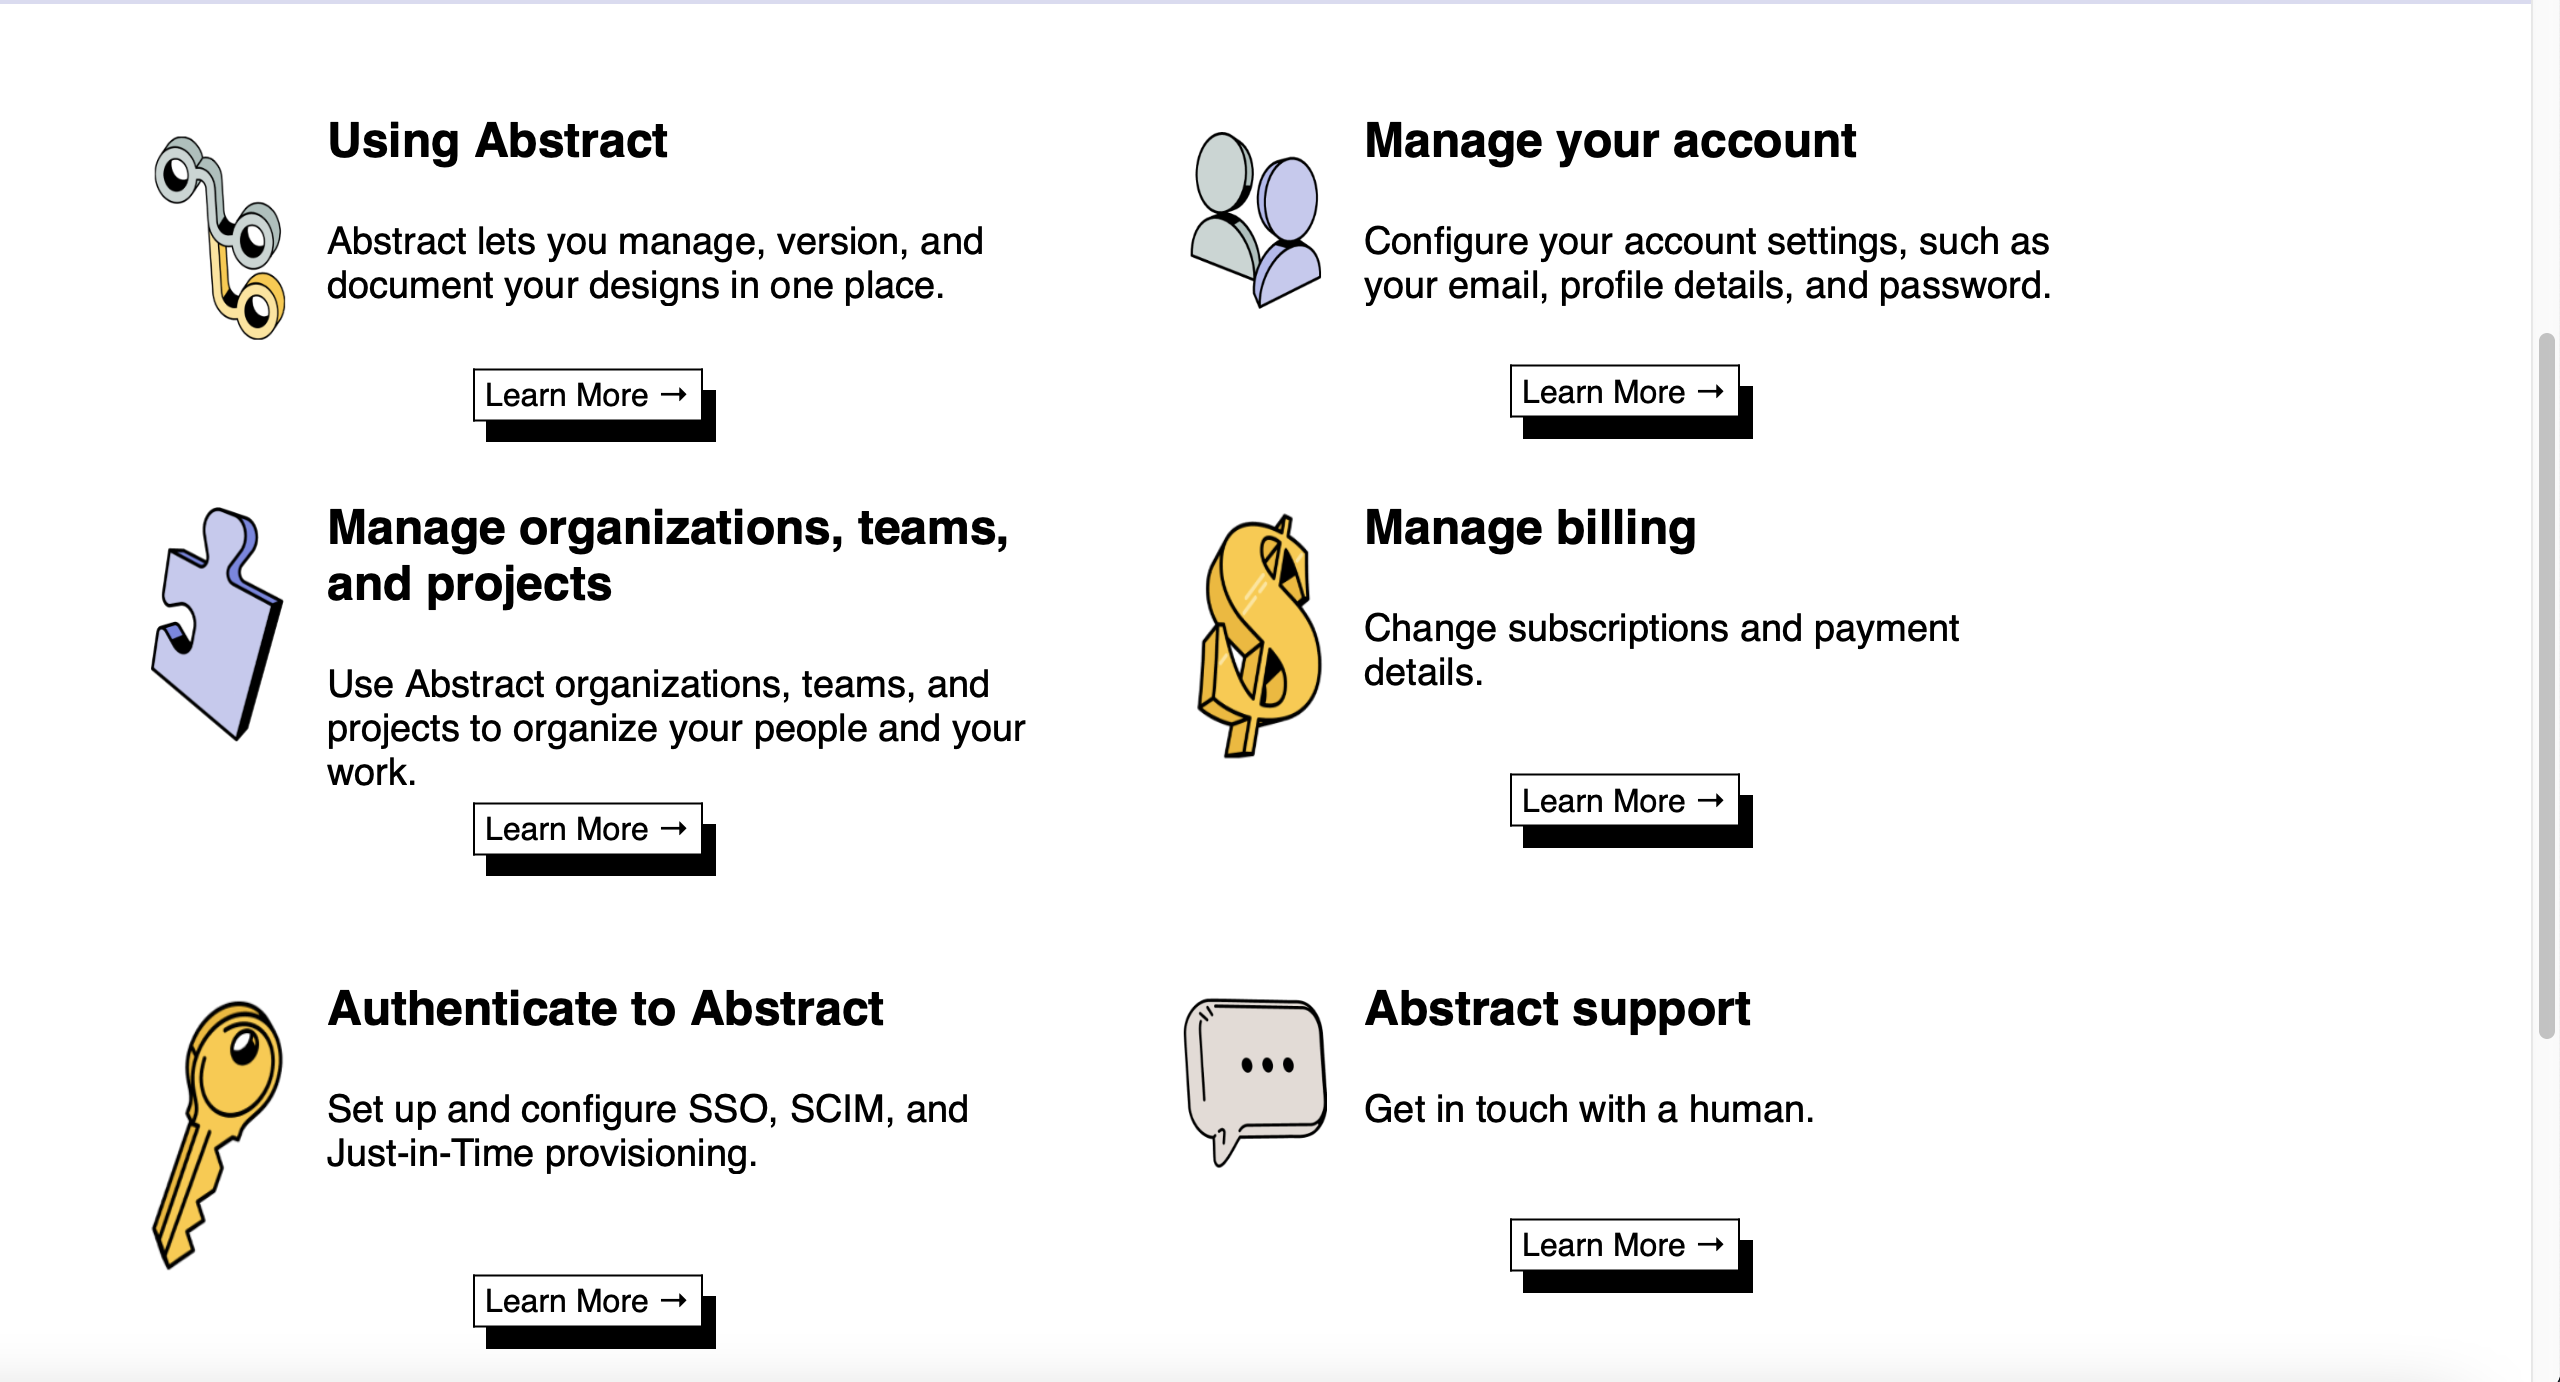 Using Abstract
Abstract lets you manage, version, and
document your designs in one place.
Learn More →
Manage your account
Configure your account settings, such as
your email, profile details, and password.
Learn More →
Manage organizations, teams,
and projects
Use Abstract organizations, teams, and
projects to organize your people and your
work.
Learn More →
Manage billing
Change subscriptions and payment
details.
Learn More →
Authenticate to Abstract
Set up and configure SSO, SCIM, and
Just-in-Time provisioning.
Learn More →
Abstract support
Get in touch with a human.
Learn More →